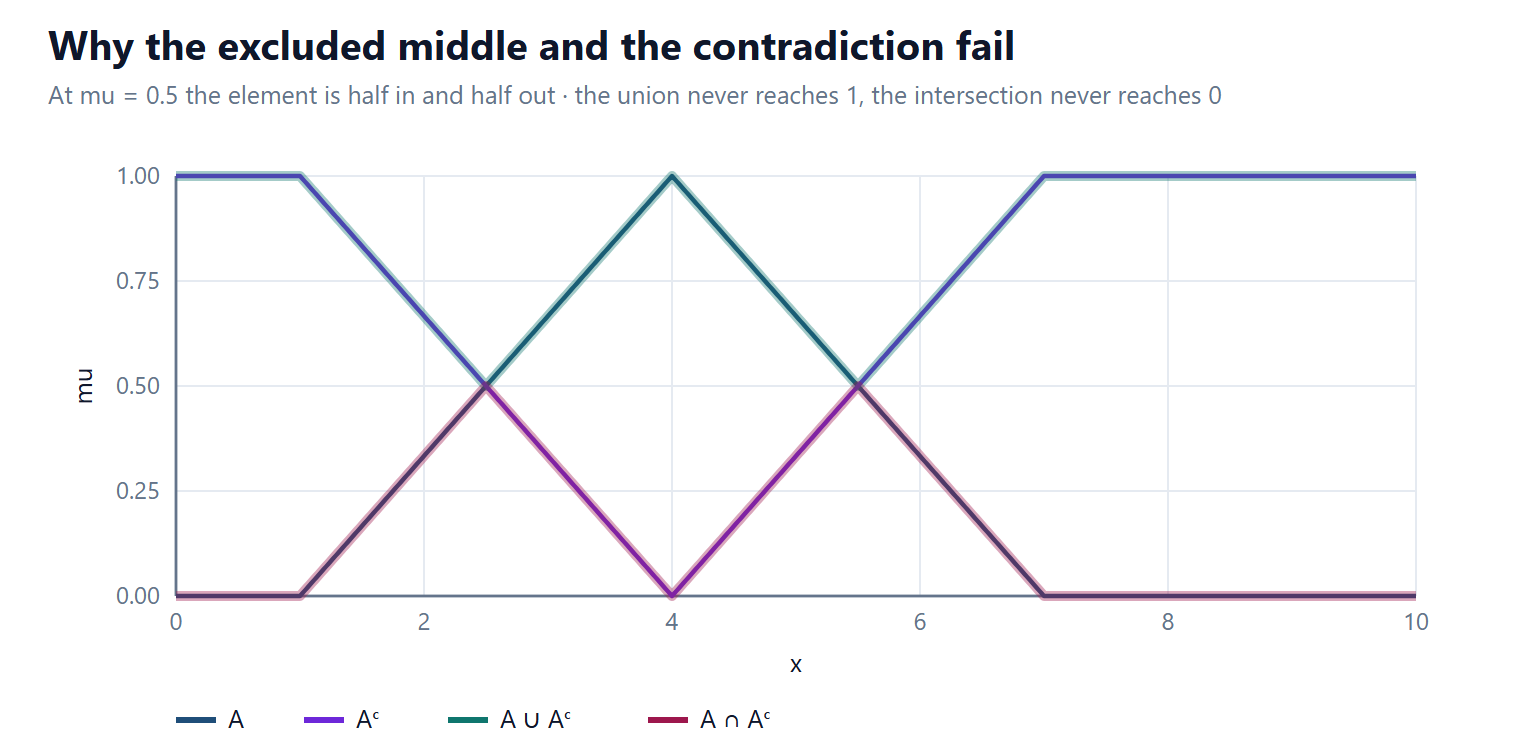 Why the excluded middle and the contradiction fail
At mu = 0.5 the element is half in and half out · the union never reaches 1, the intersection never reaches 0
1.00
0.75
0.50
0.25
0.00
mu
0 2 4 6 8 10
x
A Aᶜ A ∪ Aᶜ A ∩ Aᶜ